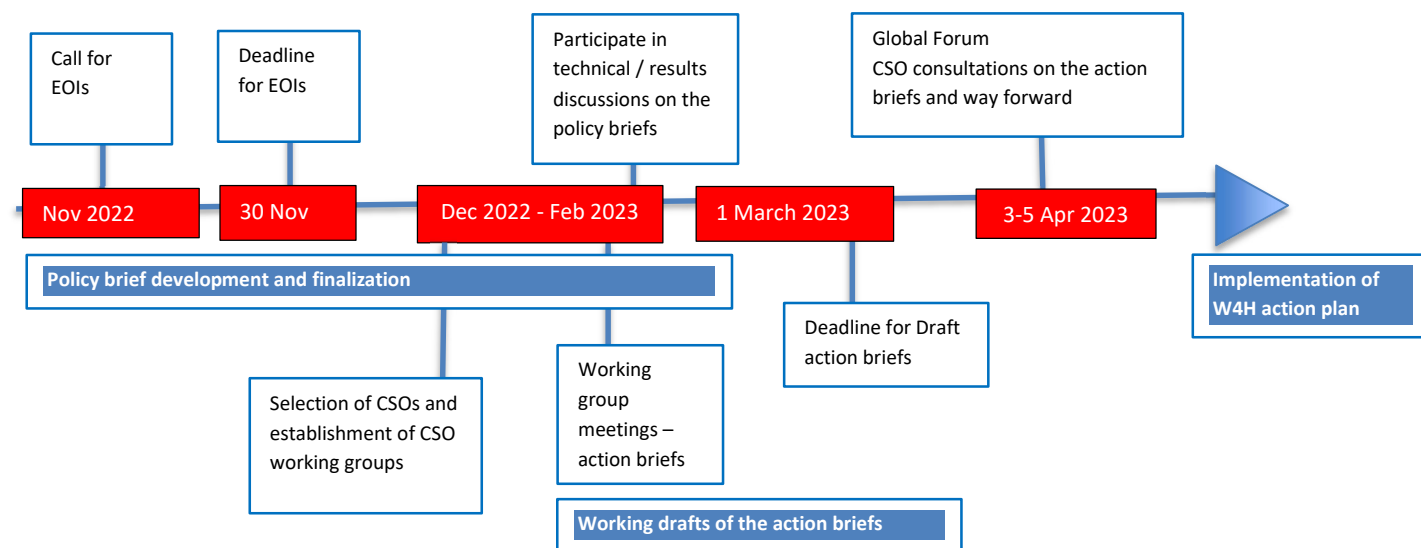 Call for
EOIs
Deadline
for EOIs
Participate in
technical / results
discussions on the
policy briefs
Global Forum
CSO consultations on the action
briefs and way forward
Nov 2022
30 Nov
Dec 2022 - Feb 2023
1 March 2023
3-5 Apr 2023
Policy brief development and finalization
Implementation of
W4H action plan
Selection of CSOs and
establishment of CSO
working groups
Working
group
meetings –
action briefs
Deadline for Draft
action briefs
Working drafts of the action briefs